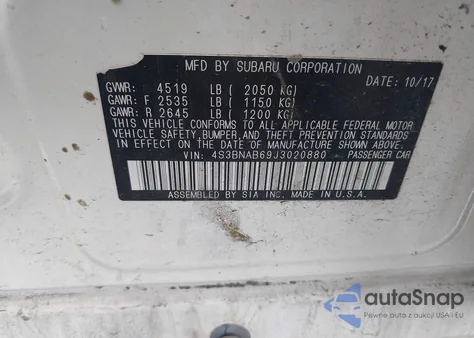 MFD BY SUBARU CORPORATION
DATE: 10/17
GVWR: 4519 LB ( 2050 KG)
GAWR: F 2535 LB ( 1150 KG)
GAWR: R 2645 LB ( 1200 KG)
THIS VEHICLE CONFORMS TO ALL APPLICABLE FEDERAL MOTOR
VEHICLE SAFETY, BUMPER, AND THEFT PREVENTION STANDARDS
IN EFFECT ON THE DATE OF MANUFACTURE SHOWN ABOVE.
VIN: 4S3BNAB69J3020880 PASSENGER CAR
ASSEMBLED BY SIA INC. MADE IN U.S.A.
autoSnap
Pewne auta z aukcji USA i EU